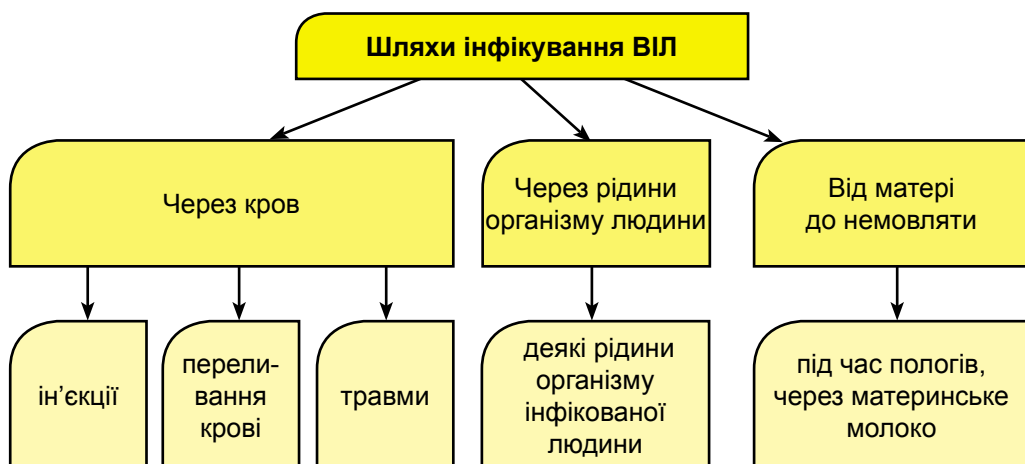 Шляхи інфікування ВІЛ
Через кров
Через рідини
організму людини
Від матері
до немовляти
ін’єкції
перели-
вання
крові
травми
деякі рідини
організму
інфікованої
людини
під час пологів,
через материнське
молоко